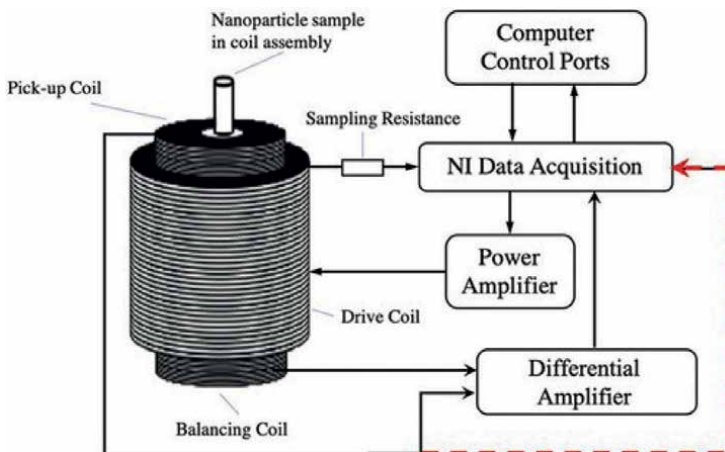 Nanoparticle sample
in coil assembly
Pick-up Coil
Sampling Resistance
Computer
Control Ports
NI Data Acquisition
Power
Amplifier
Drive Coil
Differential
Amplifier
Balancing Coil